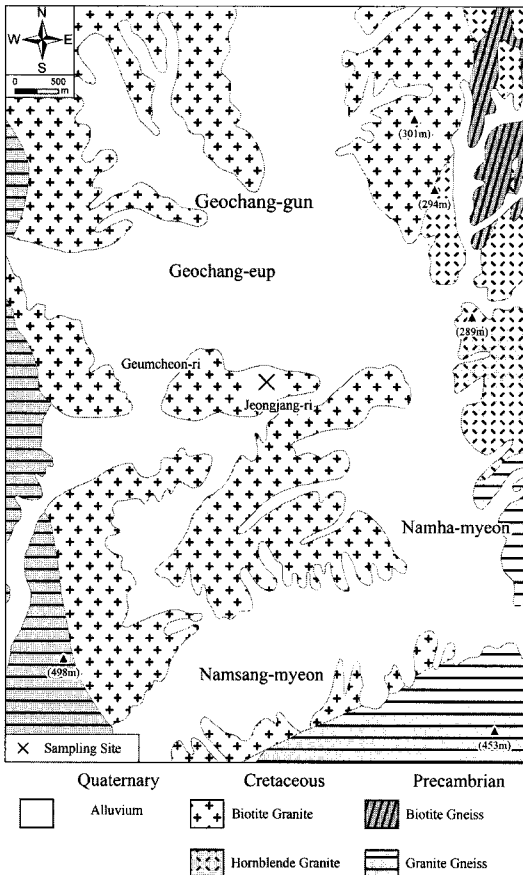 N
W E
S
0 500
m
(301m)
(294m)
Geochang-gun
Geochang-eup
(289m)
Geumcheon-ri
Jeongjang-ri
Namha-myeon
Namsang-myeon
(498m)
(453m)
Sampling Site
Quaternary Cretaceous Precambrian
Alluvium Biotite Granite Biotite Gneiss
Hornblende Granite Granite Gneiss